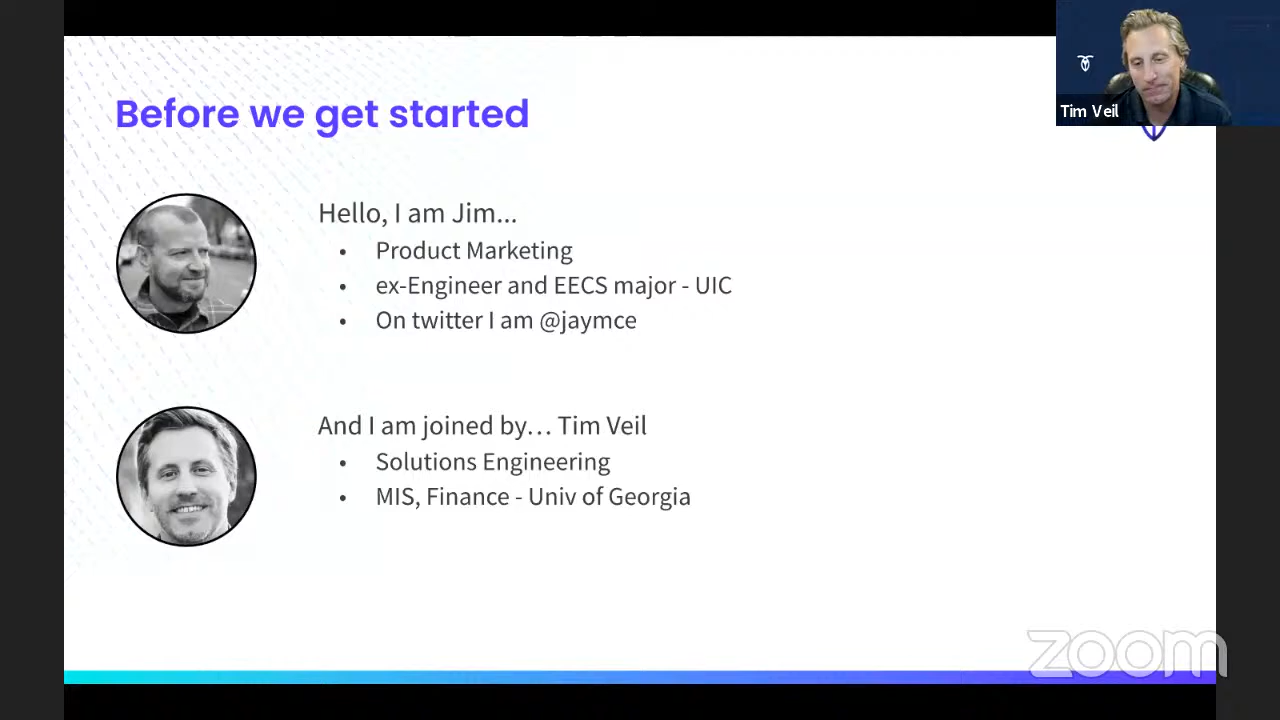 Before we get started
Tim Veil
Hello, I am Jim...
• Product Marketing
• ex-Engineer and EECS major - UIC
• On twitter I am @jaymce
And I am joined by… Tim Veil
• Solutions Engineering
• MIS, Finance - Univ of Georgia
zoom